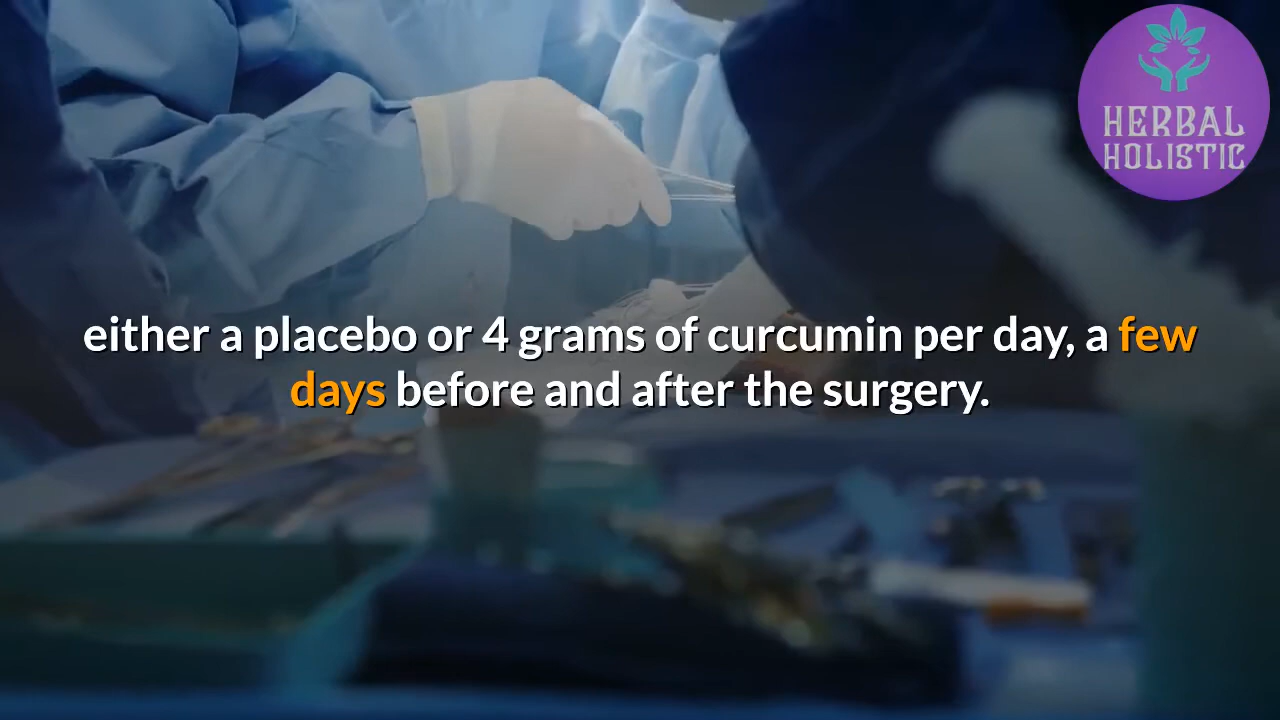 HERBAL
HOLISTIC
either a placebo or 4 grams of curcumin per day, a few
days before and after the surgery.